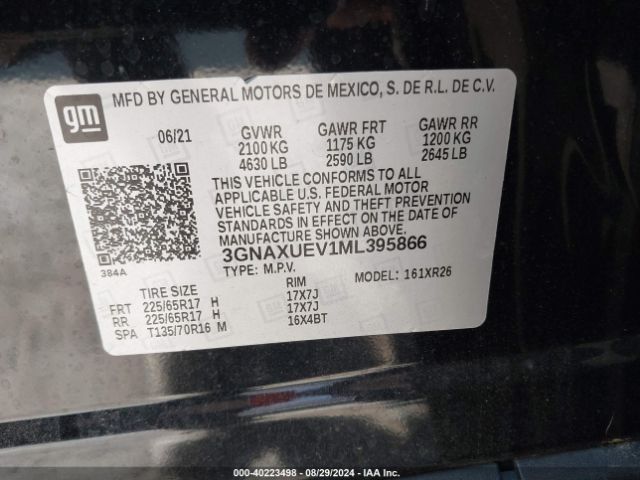 gm
MFD BY GENERAL MOTORS DE MEXICO, S. DE R.L. DE C.V.
06/21 GVWR GAWR FRT GAWR RR
2100 KG 1175 KG 1200 KG
4630 LB 2590 LB 2645 LB
THIS VEHICLE CONFORMS TO ALL
APPLICABLE U.S. FEDERAL MOTOR
VEHICLE SAFETY AND THEFT PREVENTION
STANDARDS IN EFFECT ON THE DATE OF
MANUFACTURE SHOWN ABOVE.
384A
3GNAXUEV1ML395866
TYPE: M.P.V. MODEL: 161XR26
TIRE SIZE RIM
FRT 225/65R17 H 17X7J
RR 225/65R17 H 17X7J
SPA T135/70R16 M 16X4BT
000-40223498 - 08/29/2024 - IAA Inc.